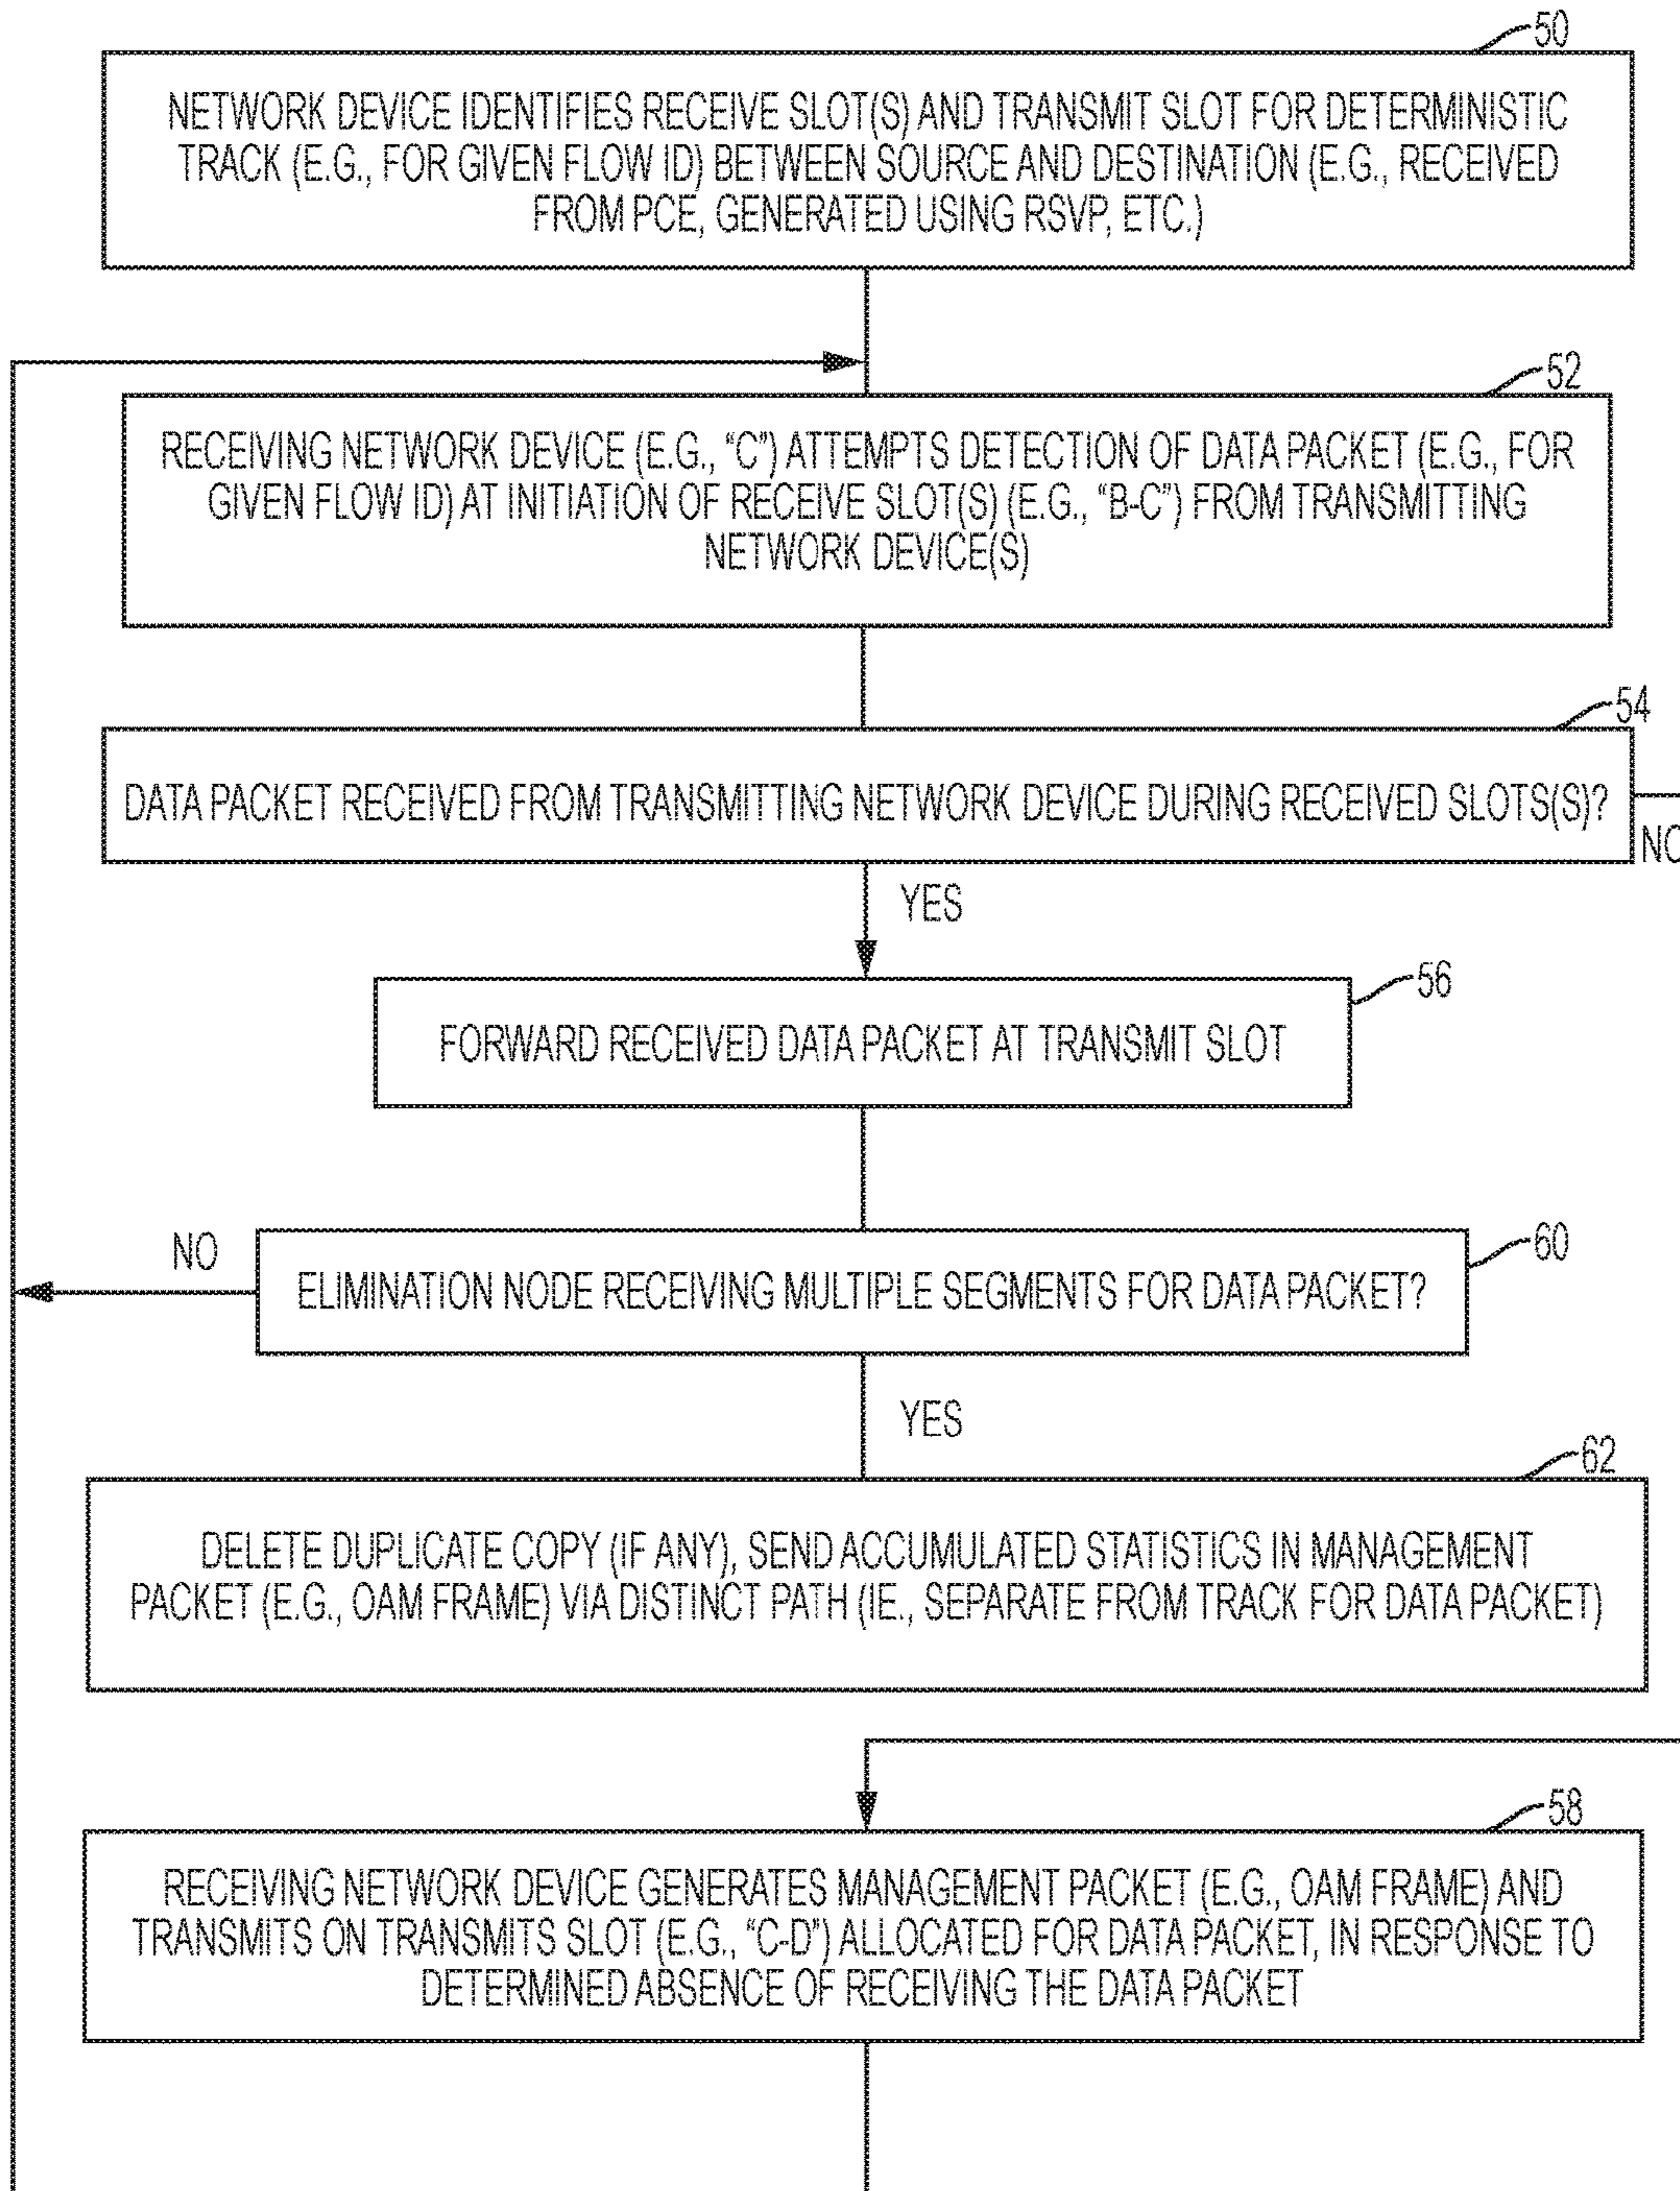 50
NETWORK DEVICE IDENTIFIES RECEIVE SLOT(S) AND TRANSMIT SLOT FOR DETERMINISTIC
TRACK (E.G., FOR GIVEN FLOW ID) BETWEEN SOURCE AND DESTINATION (E.G., RECEIVED
FROM PCE, GENERATED USING RSVP, ETC.)
52
RECEIVING NETWORK DEVICE (E.G., “C”) ATTEMPTS DETECTION OF DATA PACKET (E.G., FOR
GIVEN FLOW ID) AT INITIATION OF RECEIVE SLOT(S) (E.G., “B-C”) FROM TRANSMITTING
NETWORK DEVICE(S)
54
DATA PACKET RECEIVED FROM TRANSMITTING NETWORK DEVICE DURING RECEIVED SLOTS(S)?
NO
YES
56
FORWARD RECEIVED DATA PACKET AT TRANSMIT SLOT
NO
60
ELIMINATION NODE RECEIVING MULTIPLE SEGMENTS FOR DATA PACKET?
YES
62
DELETE DUPLICATE COPY (IF ANY), SEND ACCUMULATED STATISTICS IN MANAGEMENT
PACKET (E.G., OAM FRAME) VIA DISTINCT PATH (IE., SEPARATE FROM TRACK FOR DATA PACKET)
58
RECEIVING NETWORK DEVICE GENERATES MANAGEMENT PACKET (E.G., OAM FRAME) AND
TRANSMITS ON TRANSMITS SLOT (E.G., “C-D”) ALLOCATED FOR DATA PACKET, IN RESPONSE TO
DETERMINED ABSENCE OF RECEIVING THE DATA PACKET